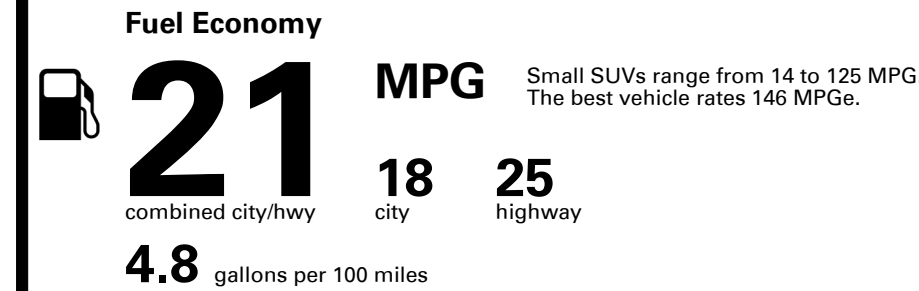 Fuel Economy
21 MPG
Small SUVs range from 14 to 125 MPG
The best vehicle rates 146 MPGe.
18 25
combined city/hwy city highway
4.8 gallons per 100 miles